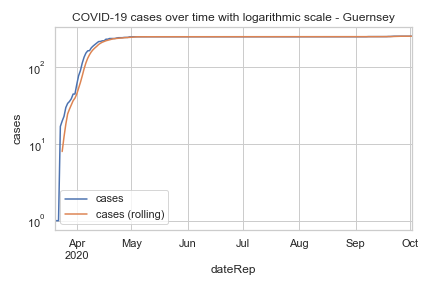 COVID-19 cases over time with logarithmic scale - Guernsey
cases
10²
10¹
10⁰
cases
cases (rolling)
Apr May Jun Jul Aug Sep Oct
2020
dateRep